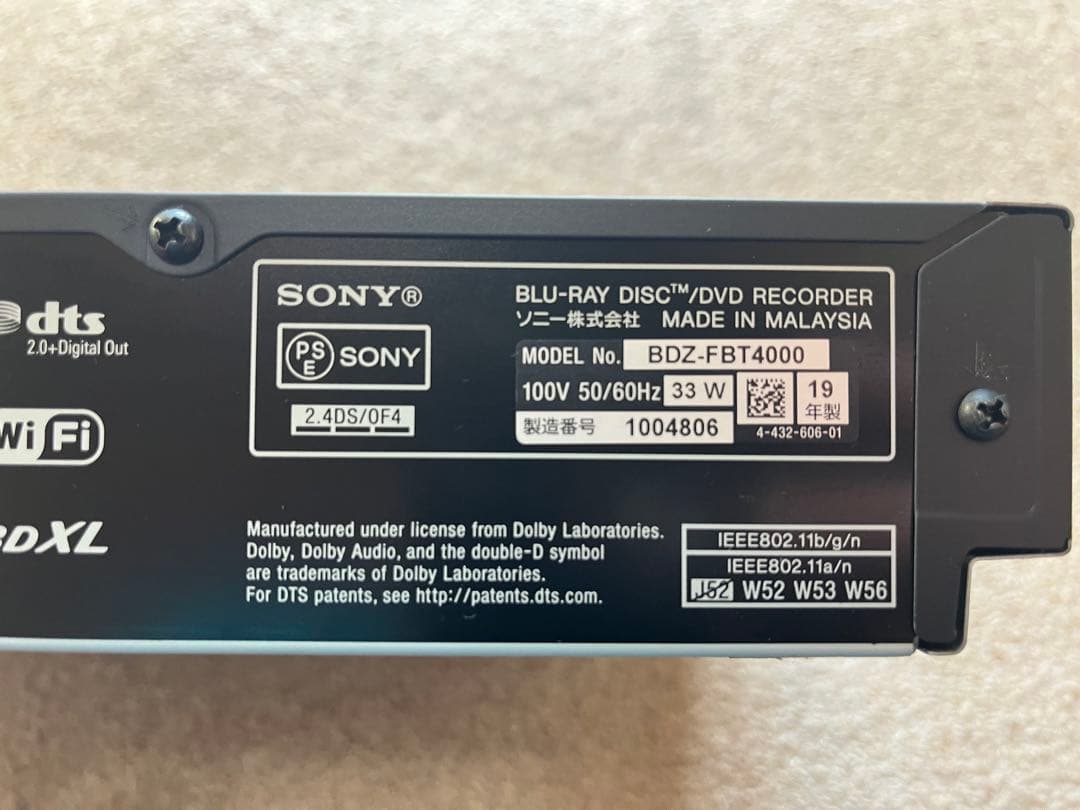 dts
2.0+Digital Out
WiFi
BDXL
SONY®
PSE SONY
2.4DS/OF4
BLU-RAY DISC™/DVD RECORDER
ソニー株式会社 MADE IN MALAYSIA
MODEL No. BDZ-FBT4000
100V 50/60Hz 33 W
19年製
製造番号 1004806
4-432-606-01
Manufactured under license from Dolby Laboratories.
Dolby, Dolby Audio, and the double-D symbol
are trademarks of Dolby Laboratories.
For DTS patents, see http://patents.dts.com.
IEEE802.11b/g/n
IEEE802.11a/n
J52 W52 W53 W56